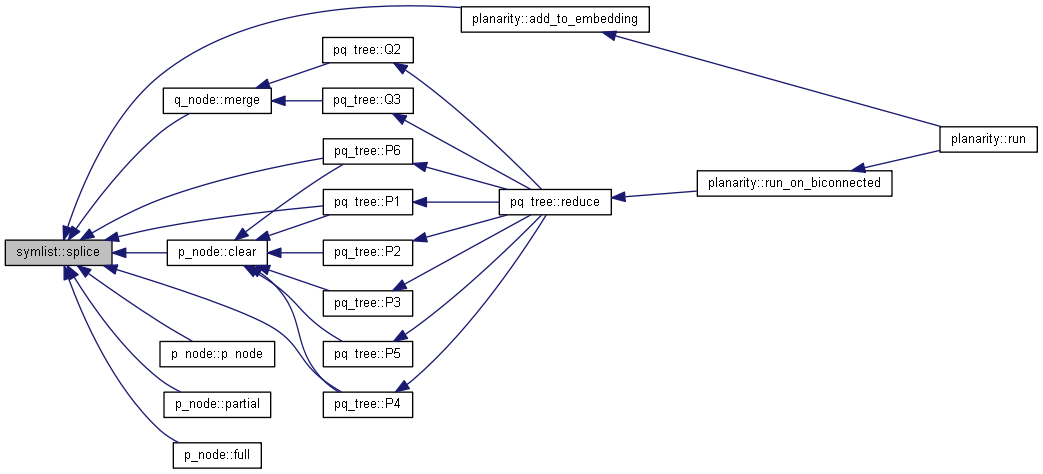 planarity::add_to_embedding
pq_tree::Q2
q_node::merge
pq_tree::Q3
planarity::run
pq_tree::P6
planarity::run_on_biconnected
pq_tree::P1
pq_tree::reduce
symlist::splice
p_node::clear
pq_tree::P2
pq_tree::P3
p_node::p_node
pq_tree::P5
p_node::partial
pq_tree::P4
p_node::full